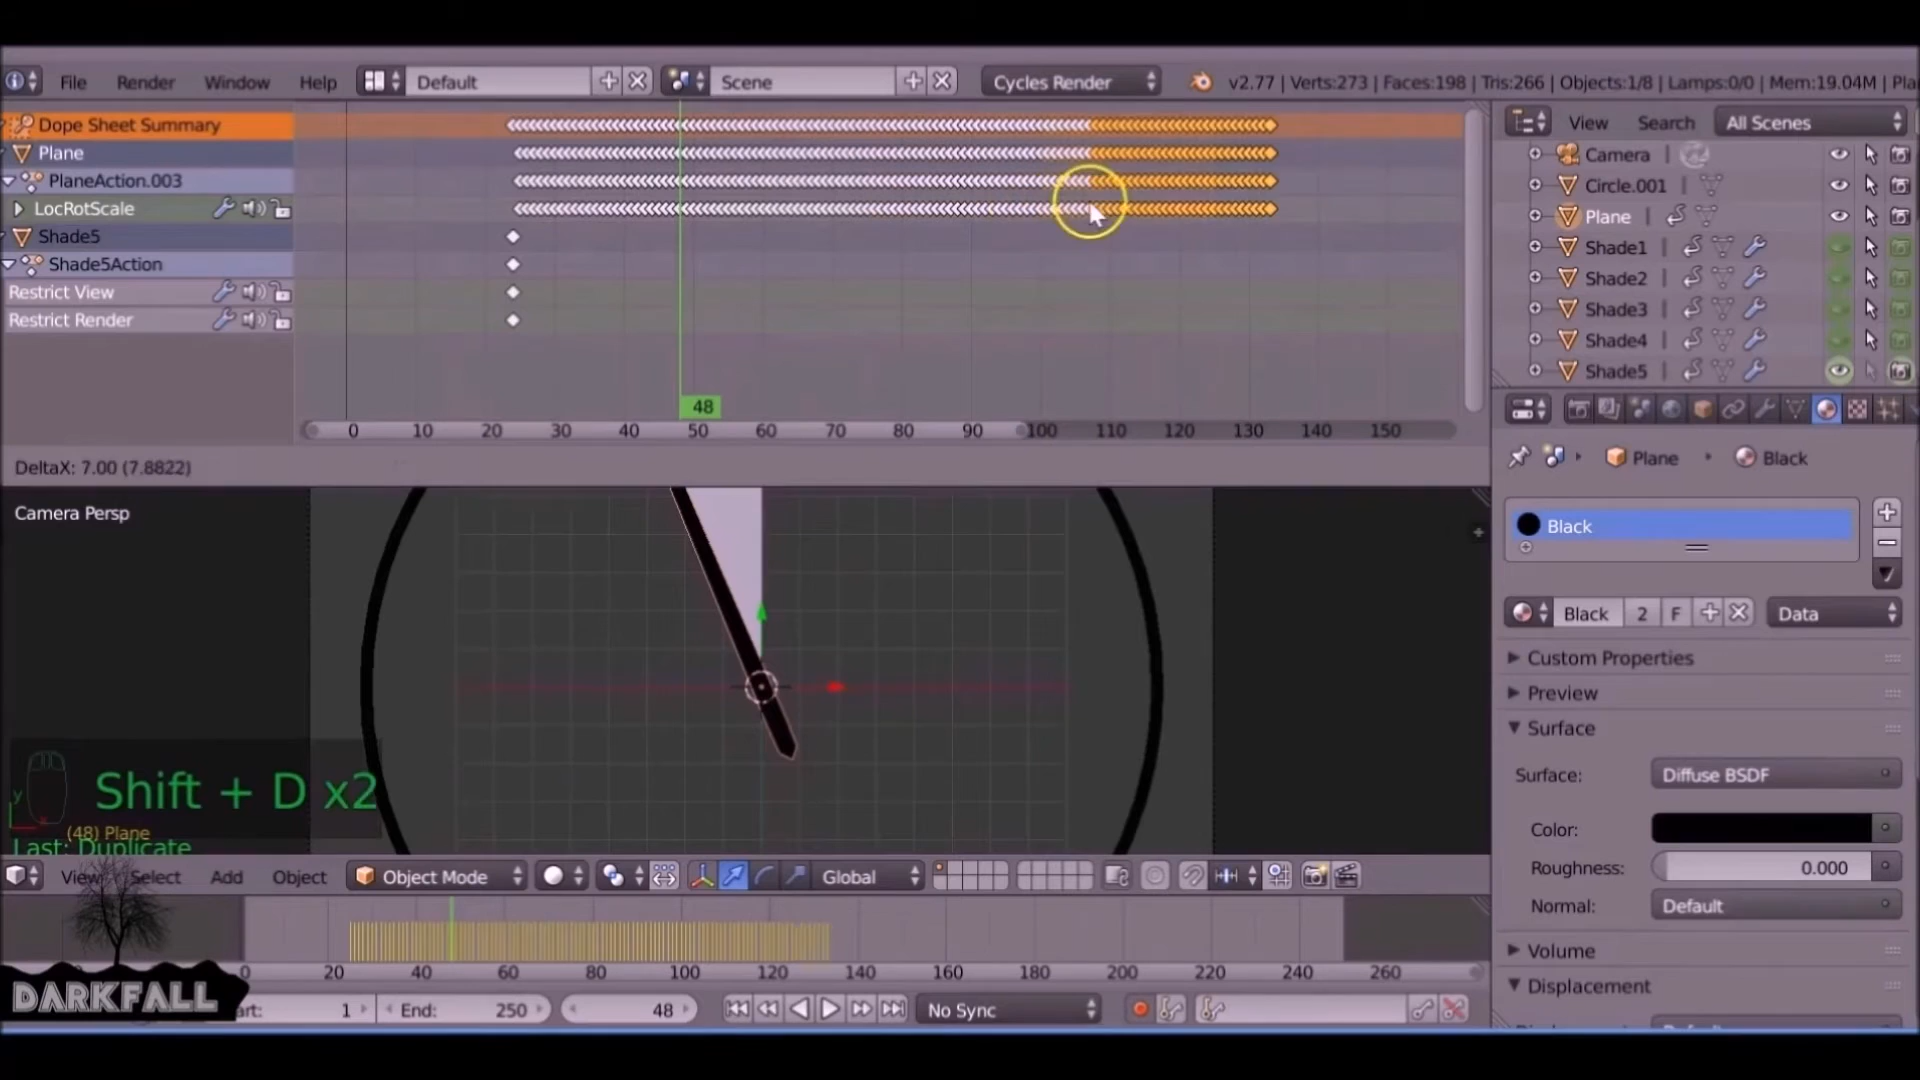 File Render Window Help Default Scene Cycles Render v2.77 | Verts:273 | Faces:198 | Tris:266 | Objects:1/8 | Lamps:0/0 | Mem:19.04M | Pla
Dope Sheet Summary
Plane
PlaneAction.003
LocRotScale
Shade5
Shade5Action
Restrict View
Restrict Render
48
0 10 20 30 40 50 60 70 80 90 100 110 120 130 140 150
DeltaX: 7.00 (7.8822)
View Search All Scenes
Camera
Circle.001
Plane
Shade1
Shade2
Shade3
Shade4
Shade5
Plane Black
Black
Black 2 F Data
Custom Properties
Preview
Surface
Surface: Diffuse BSDF
Color:
Roughness: 0.000
Normal: Default
Volume
Displacement
Camera Persp
Shift + D x2
y
x
(48) Plane
Last: Duplicate
View Select Add Object Object Mode Global
0 20 40 60 80 100 120 140 160 180 200 220 240 260
DARKFALL
art: 1 End: 250 48 No Sync